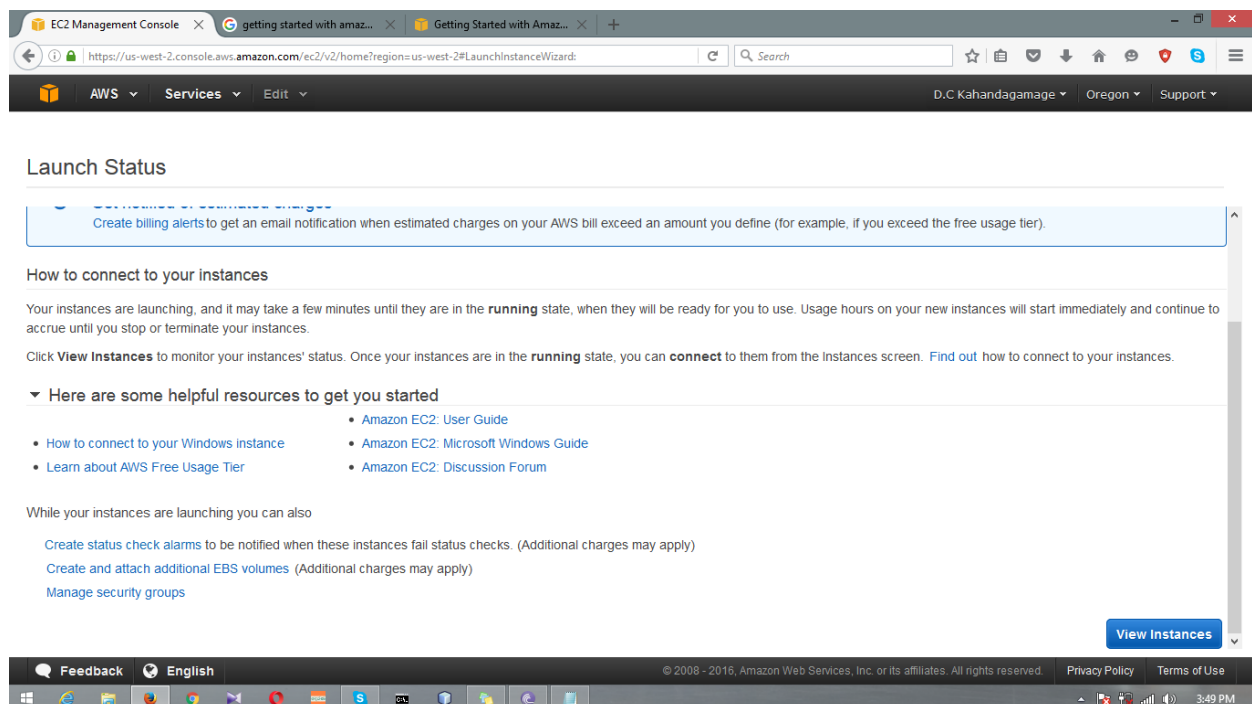 EC2 Management Console
getting started with amaz...
Getting Started with Amaz...
https://us-west-2.console.aws.amazon.com/ec2/v2/home?region=us-west-2#LaunchInstanceWizard:
Search
AWS Services Edit D.C Kahandagamage Oregon Support
Launch Status
Get notified of estimated charges
Create billing alerts to get an email notification when estimated charges on your AWS bill exceed an amount you define (for example, if you exceed the free usage tier).
How to connect to your instances
Your instances are launching, and it may take a few minutes until they are in the running state, when they will be ready for you to use. Usage hours on your new instances will start immediately and continue to
accrue until you stop or terminate your instances.
Click View Instances to monitor your instances' status. Once your instances are in the running state, you can connect to them from the Instances screen. Find out how to connect to your instances.
Here are some helpful resources to get you started
Amazon EC2: User Guide
How to connect to your Windows instance
Amazon EC2: Microsoft Windows Guide
Learn about AWS Free Usage Tier
Amazon EC2: Discussion Forum
While your instances are launching you can also
Create status check alarms to be notified when these instances fail status checks. (Additional charges may apply)
Create and attach additional EBS volumes (Additional charges may apply)
Manage security groups
View Instances
Feedback English © 2008 - 2016, Amazon Web Services, Inc. or its affiliates. All rights reserved. Privacy Policy Terms of Use
3:49 PM